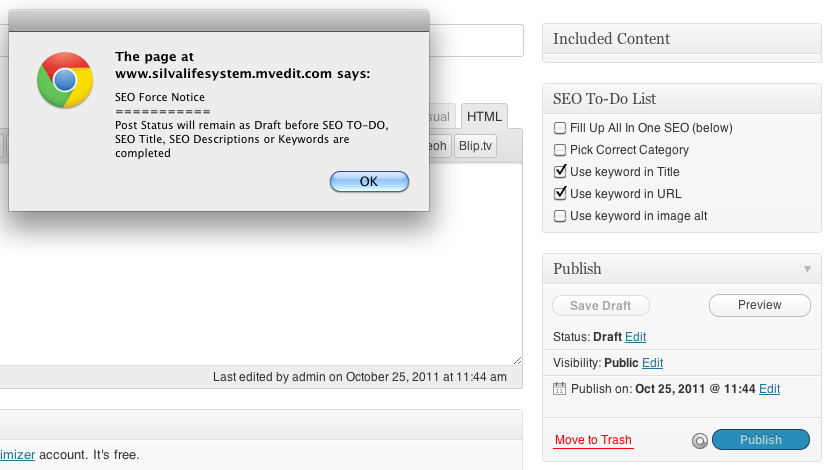 The page at
www.silvalifesystem.mvedit.com says:
SEO Force Notice
===========
Post Status will remain as Draft before SEO TO-DO,
SEO Title, SEO Descriptions or Keywords are
completed
OK
HTML
Blip.tv
Last edited by admin on October 25, 2011 at 11:44 am
account. It's free.
Included Content
SEO To-Do List
Fill Up All In One SEO (below)
Pick Correct Category
Use keyword in Title
Use keyword in URL
Use keyword in image alt
Publish
Save Draft Preview
Status: Draft Edit
Visibility: Public Edit
Publish on: Oct 25, 2011 @ 11:44 Edit
Move to Trash Publish